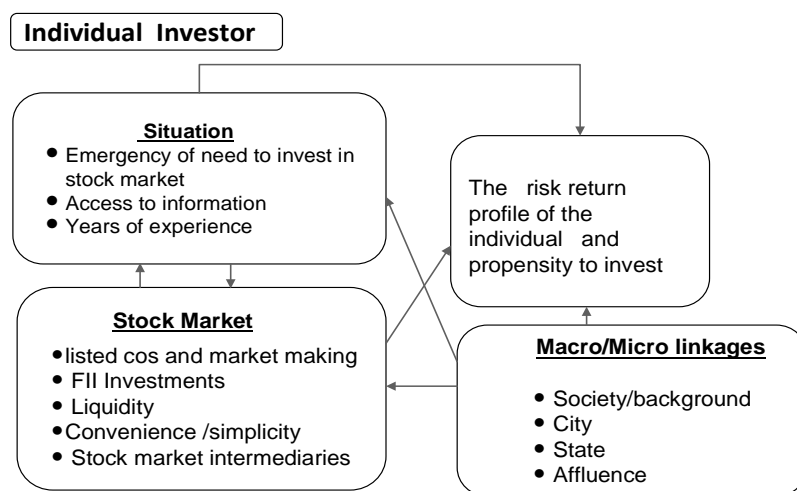 Individual Investor
Situation
• Emergency of need to invest in
stock market
• Access to information
• Years of experience
The risk return
profile of the
individual and
propensity to invest
Stock Market
•listed cos and market making
• FII Investments
• Liquidity
•Convenience /simplicity
• Stock market intermediaries
Macro/Micro linkages
• Society/background
• City
• State
• Affluence